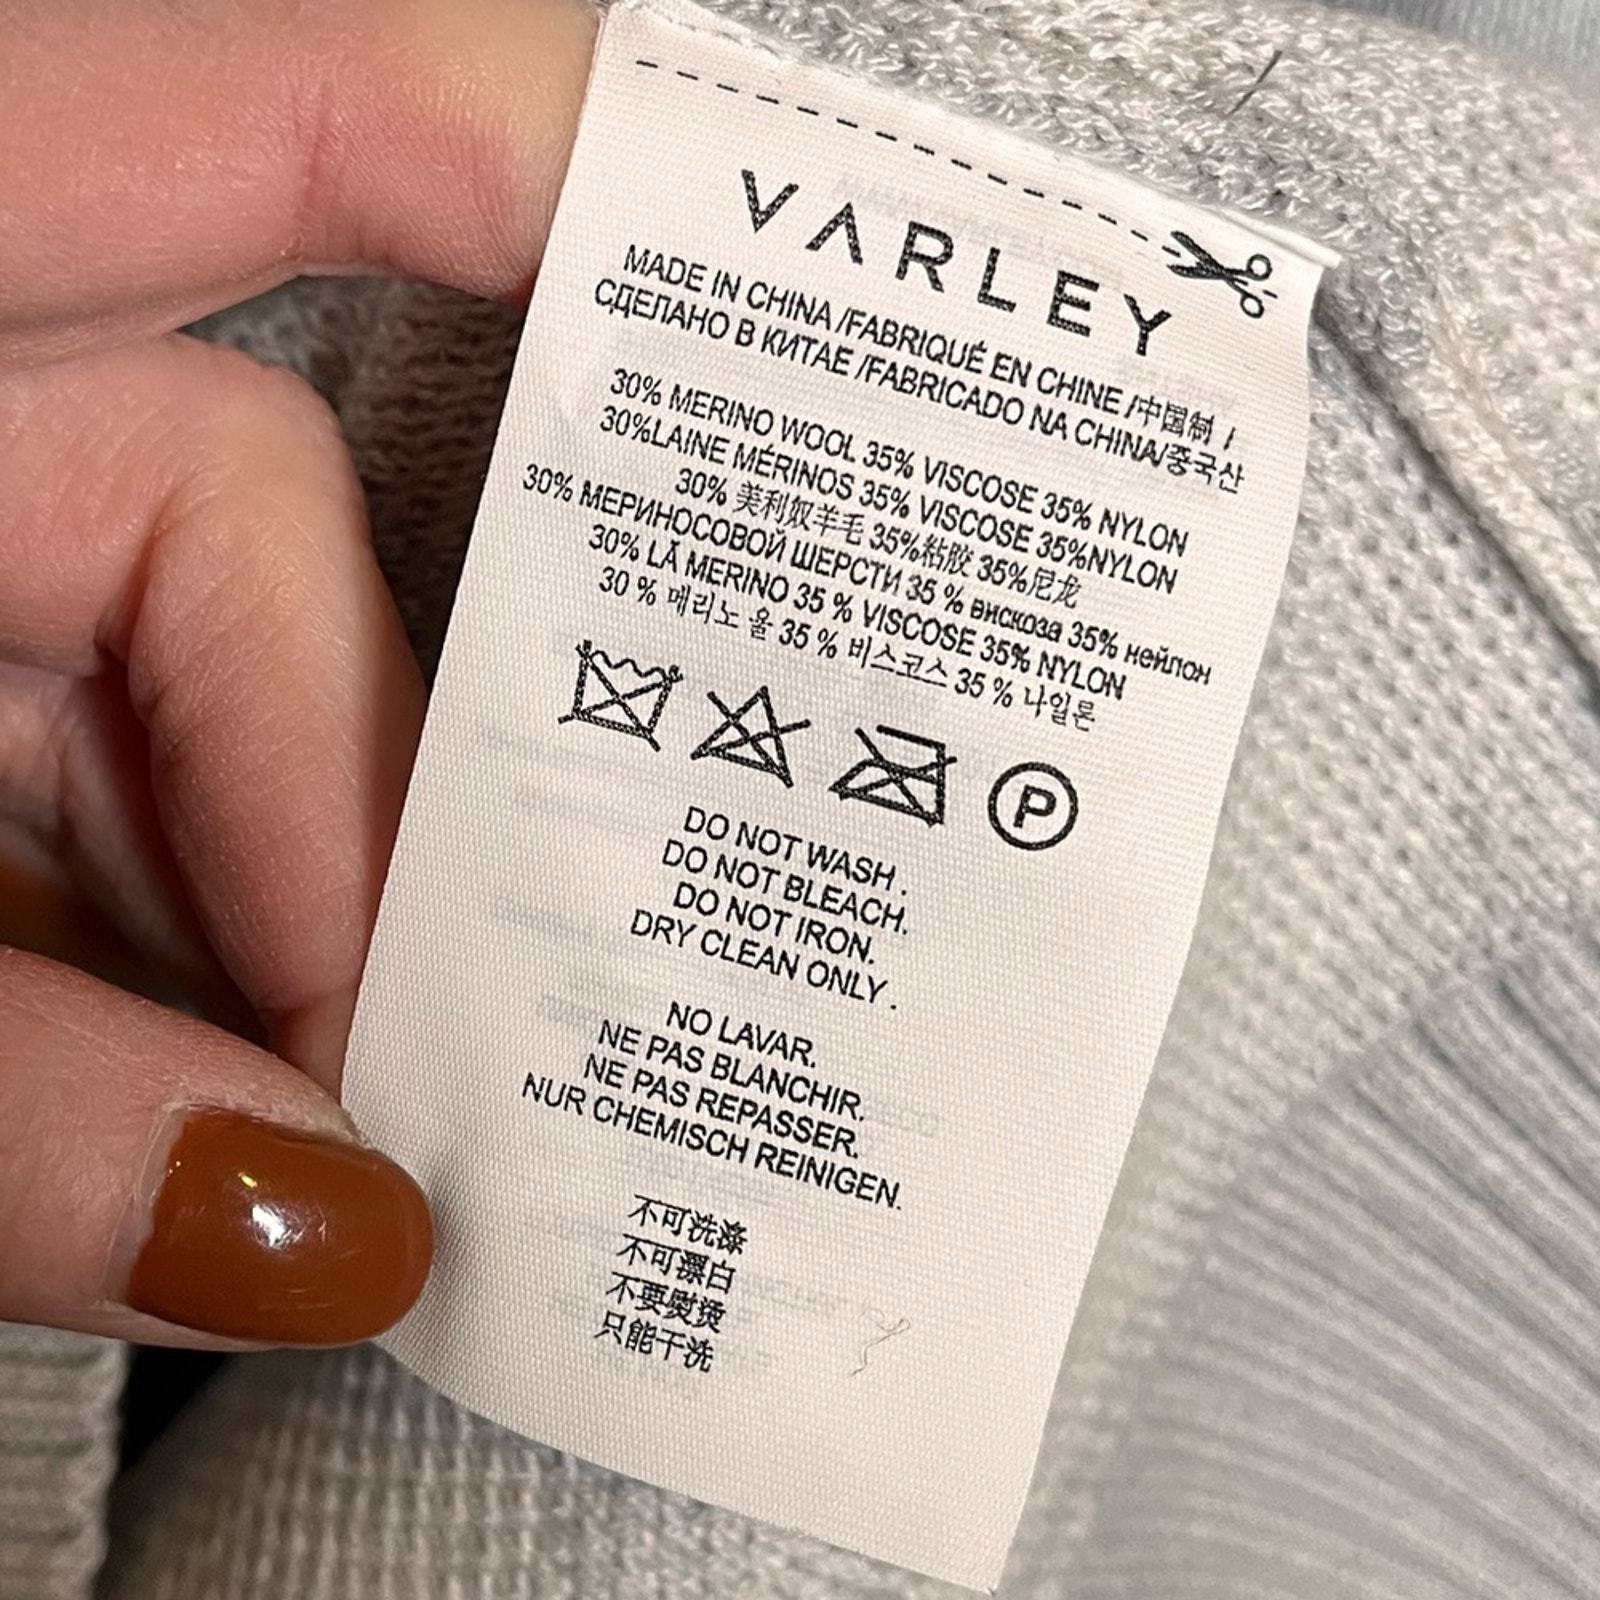 VARLEY
MADE IN CHINA /FABRIQUÉ EN CHINE /中国制 /
СДЕЛАНО В КИТАЕ /FABRICADO NA CHINA/중국산
30% MERINO WOOL 35% VISCOSE 35% NYLON
30%LAINE MÉRINOS 35% VISCOSE 35%NYLON
30% 美利奴羊毛 35%粘胶 35%尼龙
30% МЕРИНОСОВОЙ ШЕРСТИ 35 % вискоза 35% нейлон
30% LÃ MERINO 35 % VISCOSE 35% NYLON
30 % 메리노 울 35 % 비스코스 35 % 나일론
P
DO NOT WASH.
DO NOT BLEACH.
DO NOT IRON.
DRY CLEAN ONLY.
NO LAVAR.
NE PAS BLANCHIR.
NE PAS REPASSER.
NUR CHEMISCH REINIGEN.
不可洗涤
不可漂白
不要熨烫
只能干洗